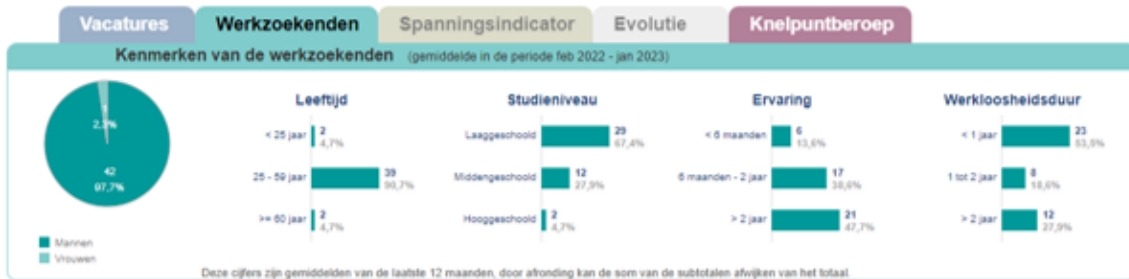 Vacatures Werkzoekenden Spanningsindicator Evolutie Knelpuntberoep
Kenmerken van de werkzoekenden (gemiddelde in de periode feb 2022 - jan 2023)
Leeftijd Studieniveau Ervaring Werkloosheidsduur
1
2,3%
42
97,7%
< 25 jaar 2 4,7%
25 - 59 jaar 39 90,7%
>= 60 jaar 2 4,7%
Laaggeschoold 29 67,4%
Middengeschoold 12 27,9%
Hooggeschoold 2 4,7%
< 6 maanden 6 13,6%
6 maanden - 2 jaar 17 38,6%
> 2 jaar 21 47,7%
< 1 jaar 23 53,5%
1 tot 2 jaar 8 18,6%
> 2 jaar 12 27,9%
Mannen
Vrouwen
Deze cijfers zijn gemiddelden van de laatste 12 maanden, door afronding kan de som van de subtotalen afwijken van het totaal.